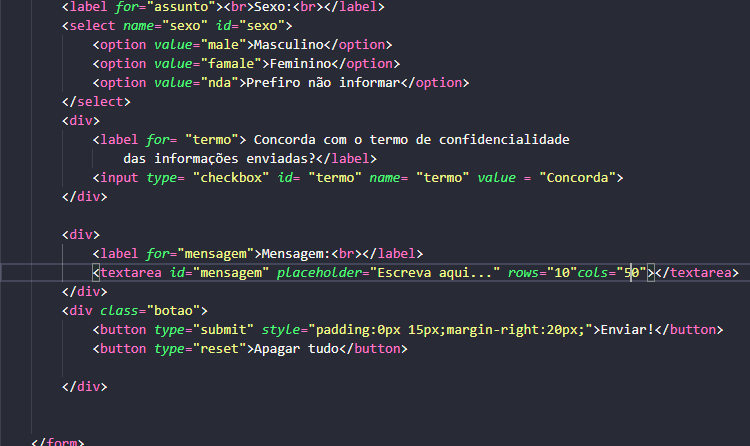 <label for="assunto"><br>Sexo:<br></label>
<select name="sexo" id="sexo">
<option value="male">Masculino</option>
<option value="famale">Feminino</option>
<option value="nda">Prefiro não informar</option>
</select>
<div>
<label for= "termo"> Concorda com o termo de confidencialidade
das informações enviadas?</label>
<input type= "checkbox" id= "termo" name= "termo" value = "Concorda">
</div>
<div>
<label for="mensagem">Mensagem:<br></label>
<textarea id="mensagem" placeholder="Escreva aqui..." rows="10"cols="50"></textarea>
</div>
<div class="botao">
<button type="submit" style="padding:0px 15px;margin-right:20px;">Enviar!</button>
<button type="reset">Apagar tudo</button>
</div>
</form>